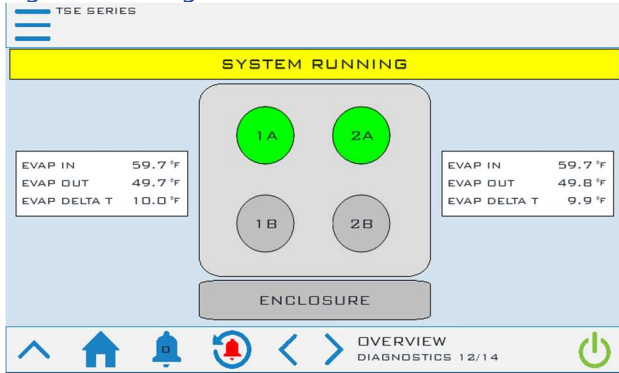 TSE SERIES
SYSTEM RUNNING
1A
2A
EVAP IN 59.7 °F
EVAP OUT 49.7 °F
EVAP DELTA T 10.0 °F
EVAP IN 59.7 °F
EVAP OUT 49.8 °F
EVAP DELTA T 9.9 °F
1B
2B
ENCLOSURE
0
OVERVIEW
DIAGNOSTICS 12/14